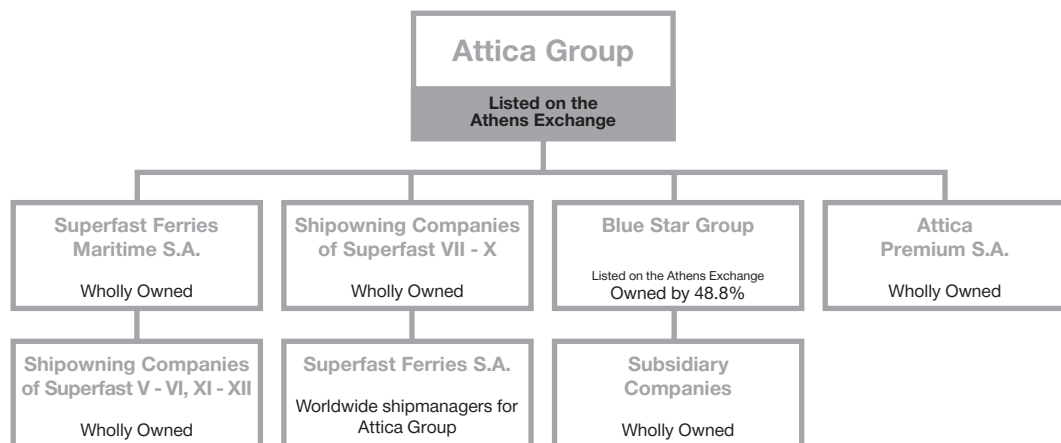 Attica Group
Listed on the
Athens Exchange
Superfast Ferries
Maritime S.A.
Wholly Owned
Shipowning Companies
of Superfast VII - X
Wholly Owned
Blue Star Group
Listed on the Athens Exchange
Owned by 48.8%
Attica
Premium S.A.
Wholly Owned
Shipowning Companies
of Superfast V - VI, XI - XII
Wholly Owned
Superfast Ferries S.A.
Worldwide shipmanagers for
Attica Group
Subsidiary
Companies
Wholly Owned